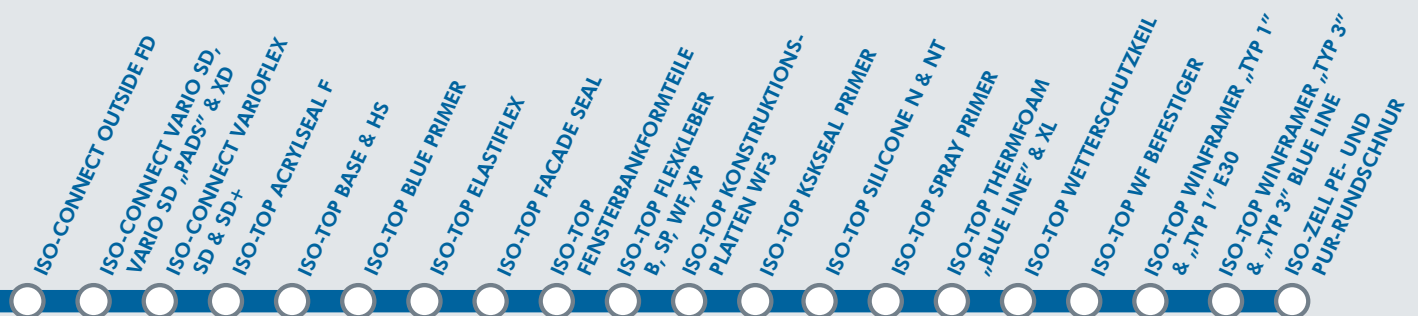 ISO-CONNECT OUTSIDE FD
ISO-CONNECT VARIO SD,
VARIO SD „PADS“ & XD
ISO-CONNECT VARIOFLEX
SD & SD+
ISO-TOP ACRYLSEAL F
ISO-TOP BASE & HS
ISO-TOP BLUE PRIMER
ISO-TOP ELASTIFLEX
ISO-TOP FACADE SEAL
ISO-TOP
FENSTERBANKFORMTEILE
ISO-TOP FLEXKLEBER
B, SP, WF, XP
ISO-TOP KONSTRUKTIONS-
PLATTEN WF3
ISO-TOP KSKSEAL PRIMER
ISO-TOP SILICONE N & NT
ISO-TOP SPRAY PRIMER
ISO-TOP THERMFOAM
„BLUE LINE“ & XL
ISO-TOP WETTERSCHUTZKEIL
ISO-TOP WF BEFESTIGER
ISO-TOP WINFRAMER „TYP 1“
& „TYP 1“ E30
ISO-TOP WINFRAMER „TYP 3“
& „TYP 3“ BLUE LINE
ISO-ZELL PE- UND
PUR-RUNDSCHNUR